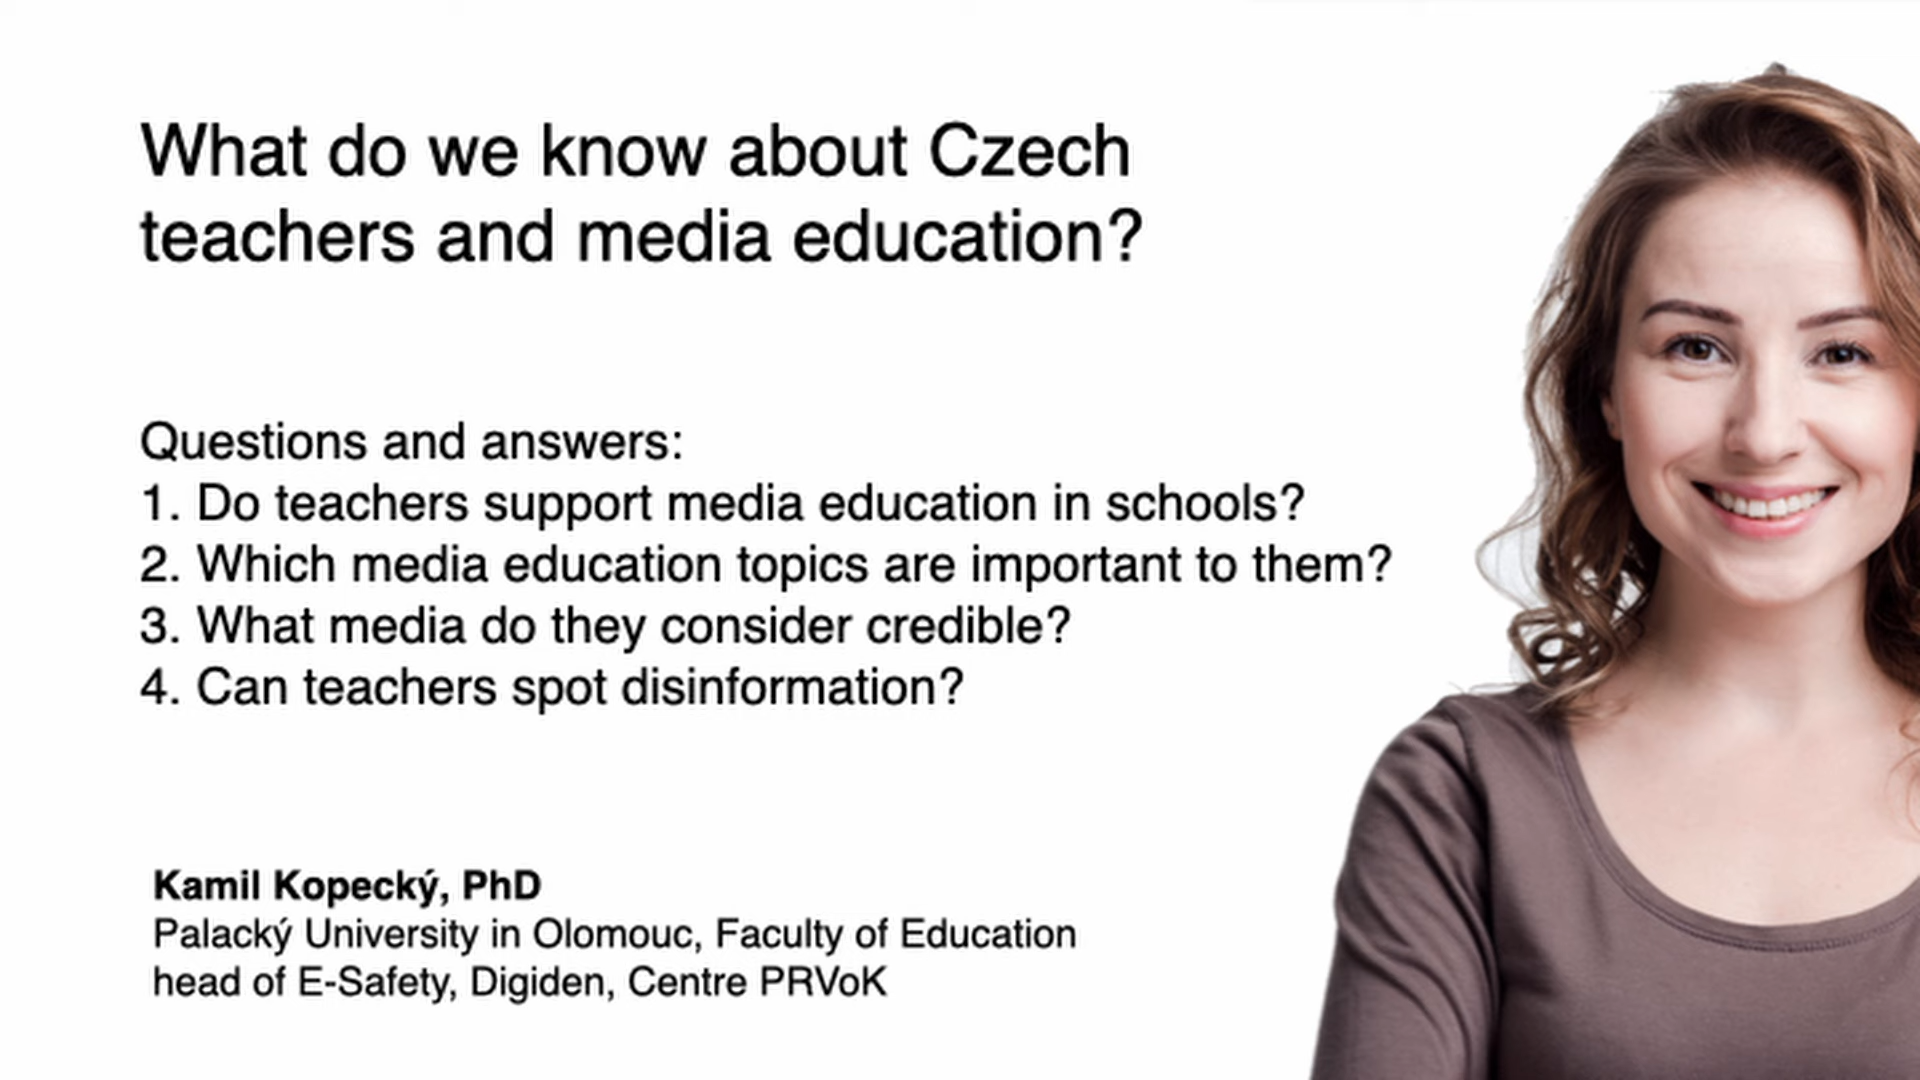 What do we know about Czech
teachers and media education?
Questions and answers:
1. Do teachers support media education in schools?
2. Which media education topics are important to them?
3. What media do they consider credible?
4. Can teachers spot disinformation?
Kamil Kopecký, PhD
Palacký University in Olomouc, Faculty of Education
head of E-Safety, Digiden, Centre PRVoK